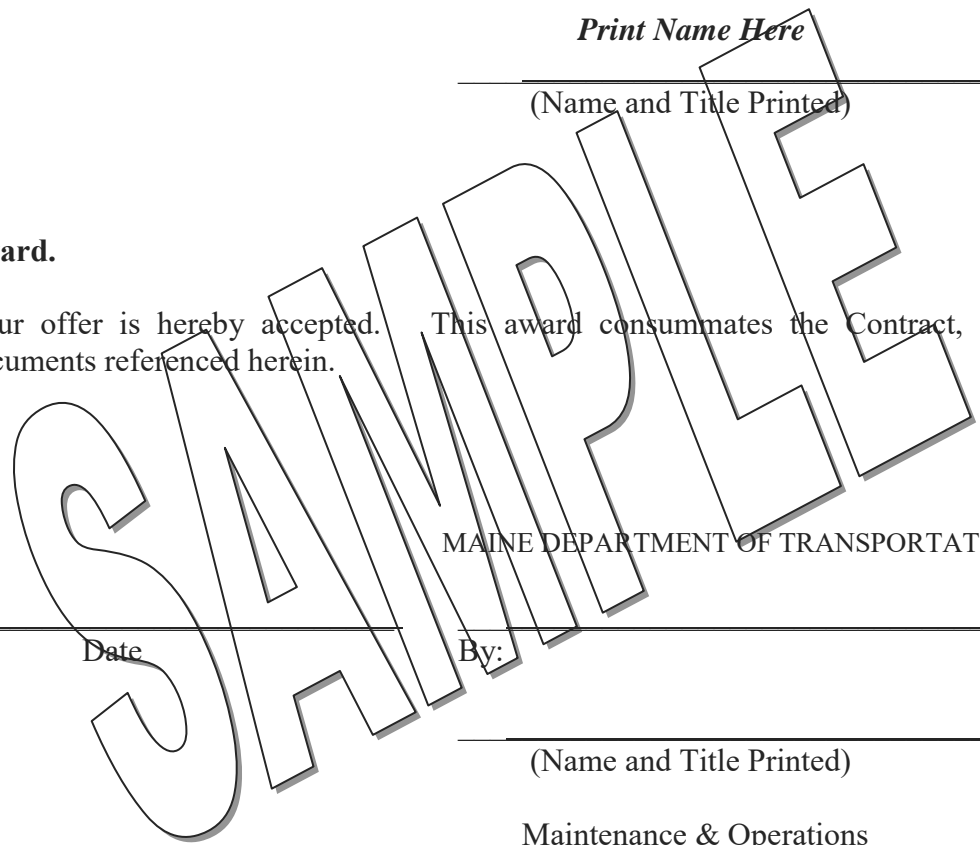 Print Name Here
(Name and Title Printed)
ard.
ur offer is hereby accepted. This award consummates the Contract,
cuments referenced herein.
SAMPLE
MAINE DEPARTMENT OF TRANSPORTAT
Date By:
(Name and Title Printed)
Maintenance & Operations